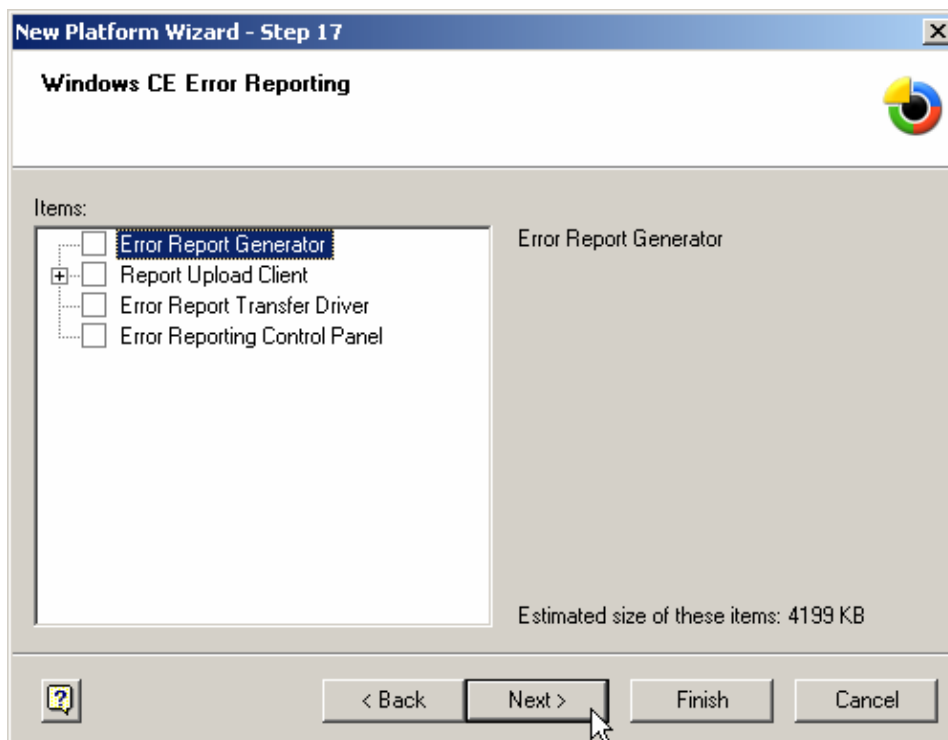 New Platform Wizard - Step 17
Windows CE Error Reporting
Items:
Error Report Generator
Report Upload Client
Error Report Transfer Driver
Error Reporting Control Panel
Error Report Generator
Estimated size of these items: 4199 KB
< Back
Next >
Finish
Cancel